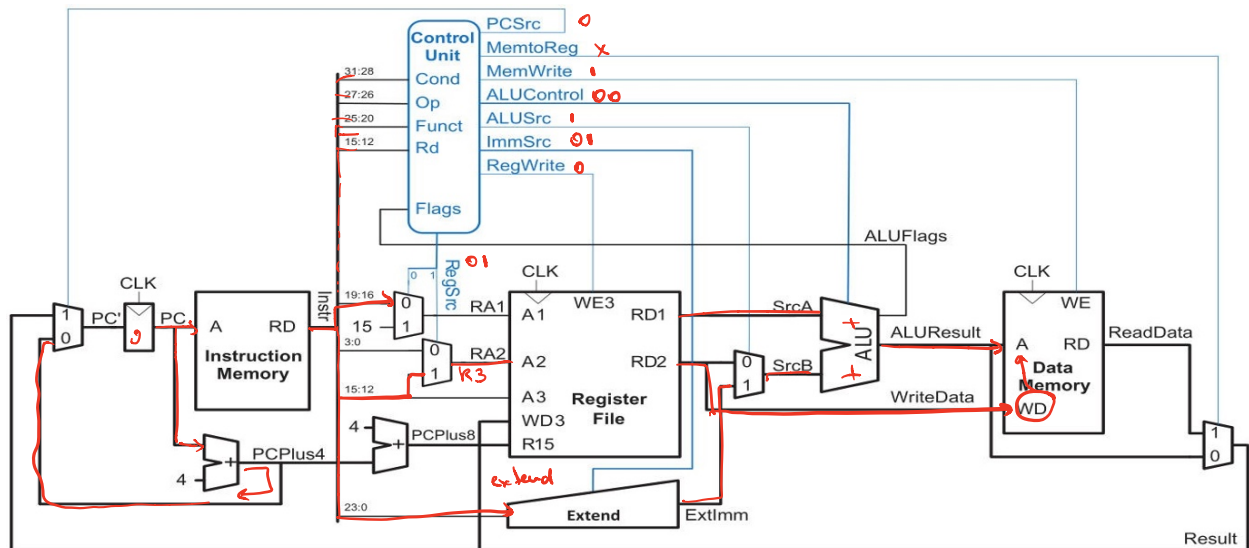 PCSrc 0
Control Unit
MemtoReg x
MemWrite 1
ALUControl 00
ALUSrc 1
ImmSrc 01
RegWrite 0
31:28 Cond
27:26 Op
25:20 Funct
15:12 Rd
Flags
ALUFlags
0 1 RegSrc 01
CLK
CLK
CLK
Instr
19:16
0
RA1
A1
WE3
RD1
SrcA
WE
1
0
PC'
PC
A RD
Instruction Memory
15
1
3:0
0
RA2
A2
RD2
0
SrcB
1
+
ALU
+
ALUResult
A RD
ReadData
Data Memory
1
R3
15:12
A3
Register File
WriteData
WD
4
WD3
+
PCPlus8
R15
1
0
+
PCPlus4
4
extend
23:0
Extend
ExtImm
Result